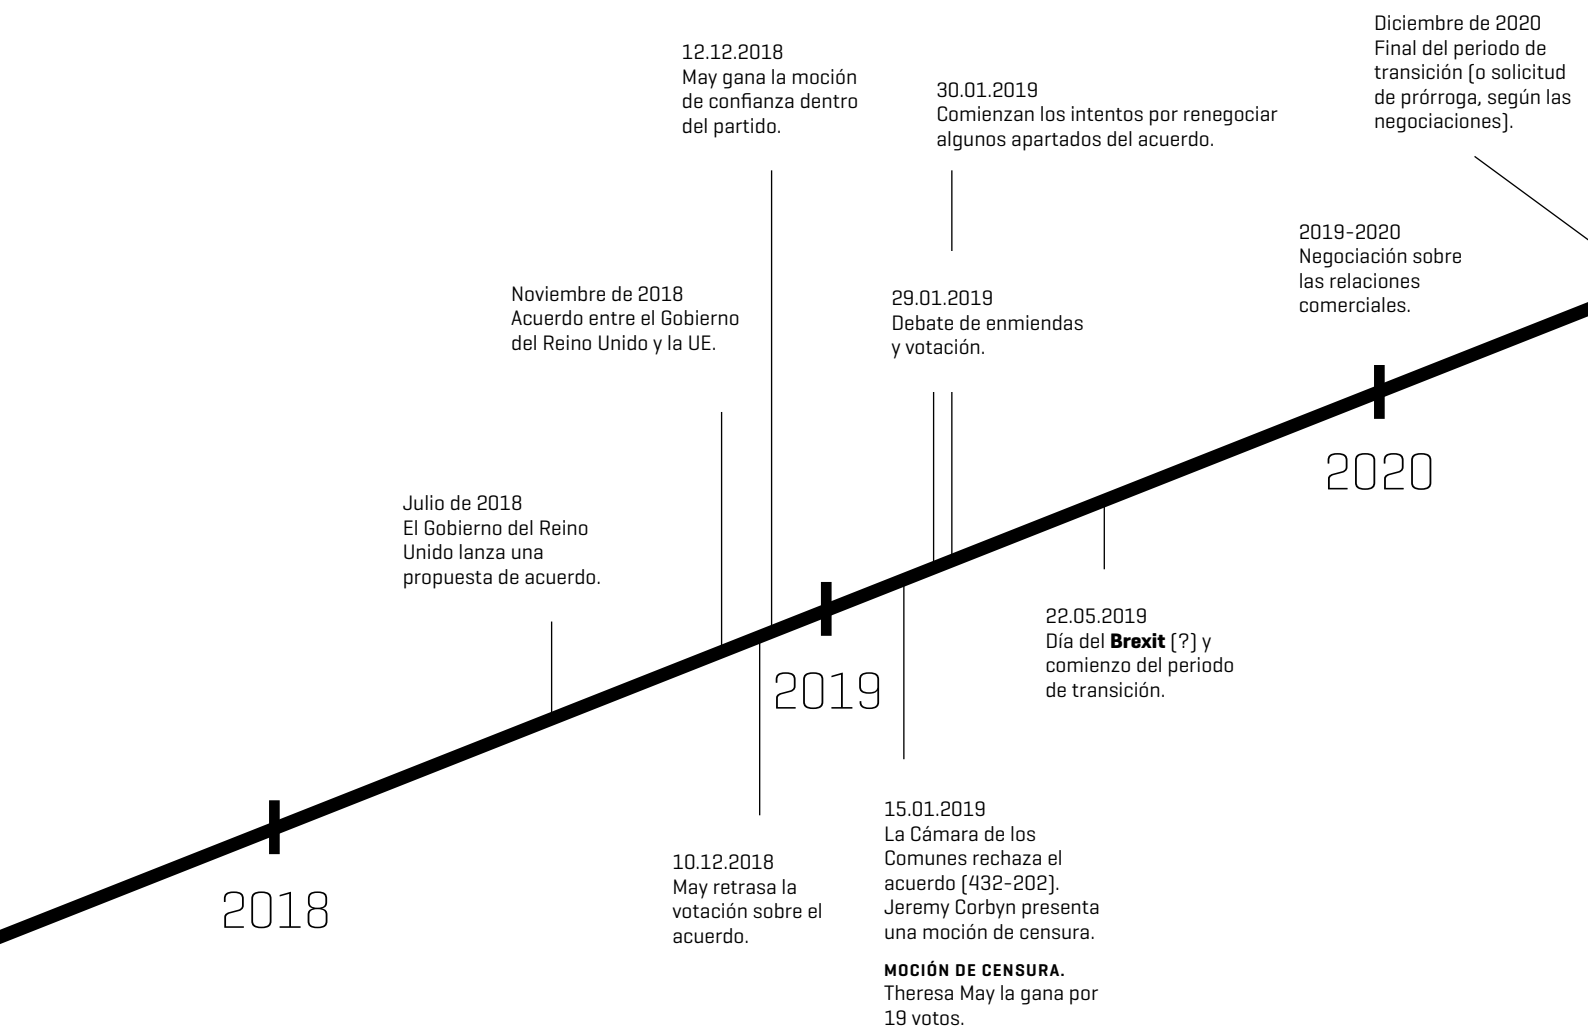 Diciembre de 2020
Final del periodo de
transición (o solicitud
de prórroga, según las
negociaciones).
12.12.2018
May gana la moción
de confianza dentro
del partido.
30.01.2019
Comienzan los intentos por renegociar
algunos apartados del acuerdo.
2019-2020
Negociación sobre
las relaciones
comerciales.
Noviembre de 2018
Acuerdo entre el Gobierno
del Reino Unido y la UE.
29.01.2019
Debate de enmiendas
y votación.
2020
Julio de 2018
El Gobierno del Reino
Unido lanza una
propuesta de acuerdo.
22.05.2019
Día del Brexit (?) y
comienzo del periodo
de transición.
2019
2018
10.12.2018
May retrasa la
votación sobre el
acuerdo.
15.01.2019
La Cámara de los
Comunes rechaza el
acuerdo (432-202).
Jeremy Corbyn presenta
una moción de censura.
MOCIÓN DE CENSURA.
Theresa May la gana por
19 votos.